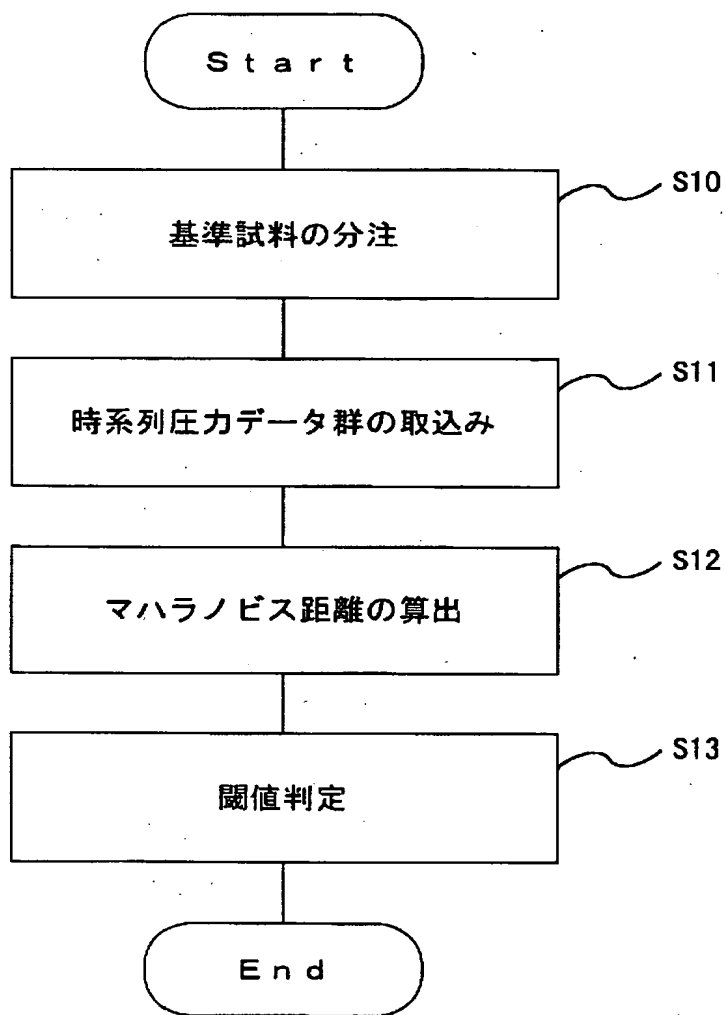 Start
S10
基準試料の分注
S11
時系列圧力データ群の取込み
S12
マハラノビス距離の算出
S13
閾値判定
End